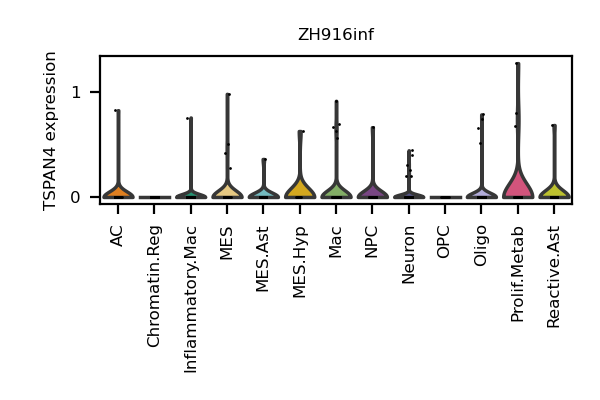 ZH916inf
TSPAN4 expression
1
0
AC
Chromatin.Reg
Inflammatory.Mac
MES
MES.Ast
MES.Hyp
Mac
NPC
Neuron
OPC
Oligo
Prolif.Metab
Reactive.Ast